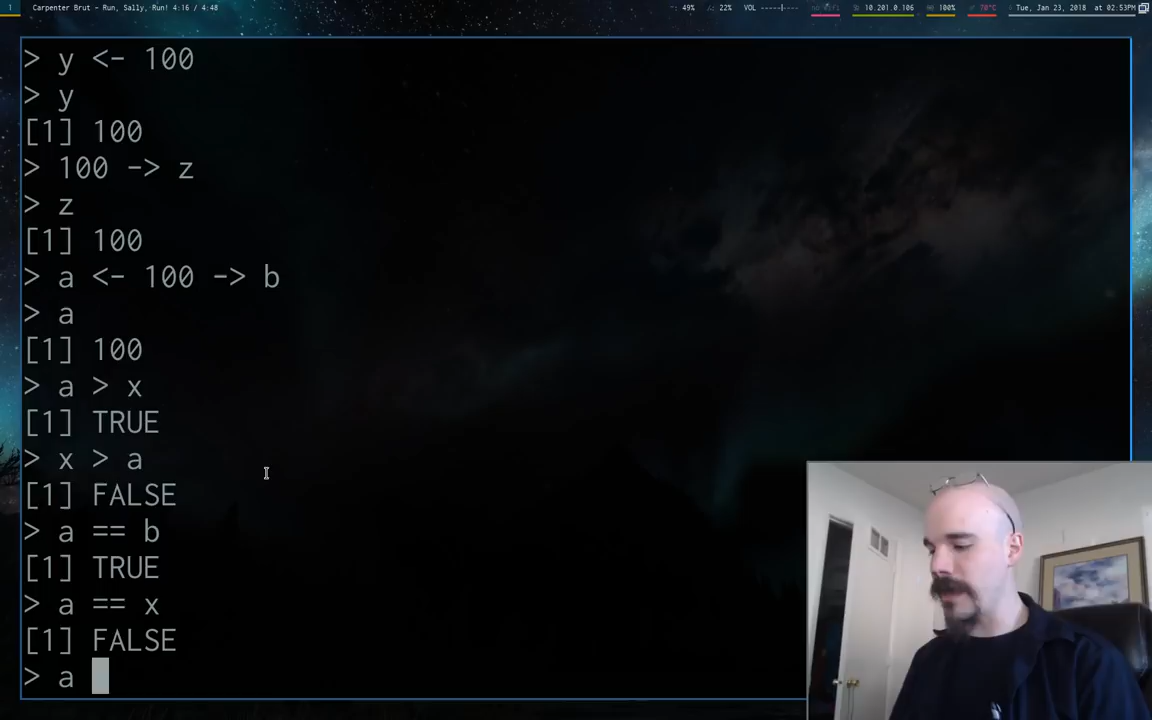 1 Carpenter Brut - Run, Sally, Run! 4:16 / 4:48 49% 22% VOL 10.201.0.106 100% 70°C Tue, Jan 23, 2018 at 02:53PM
> y <- 100
> y
[1] 100
> 100 -> z
> z
[1] 100
> a <- 100 -> b
> a
[1] 100
> a > x
[1] TRUE
> x > a
[1] FALSE
> a == b
[1] TRUE
> a == x
[1] FALSE
> a